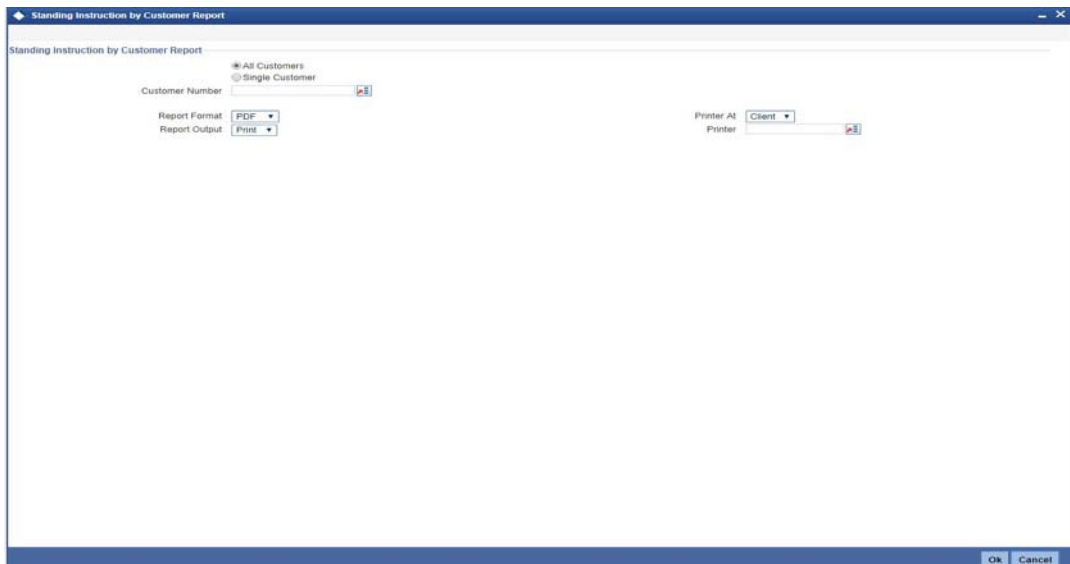 Standing Instruction by Customer Report
Standing Instruction by Customer Report
All Customers
Single Customer
Customer Number
Report Format PDF Printer At Client
Report Output Print Printer
Ok Cancel